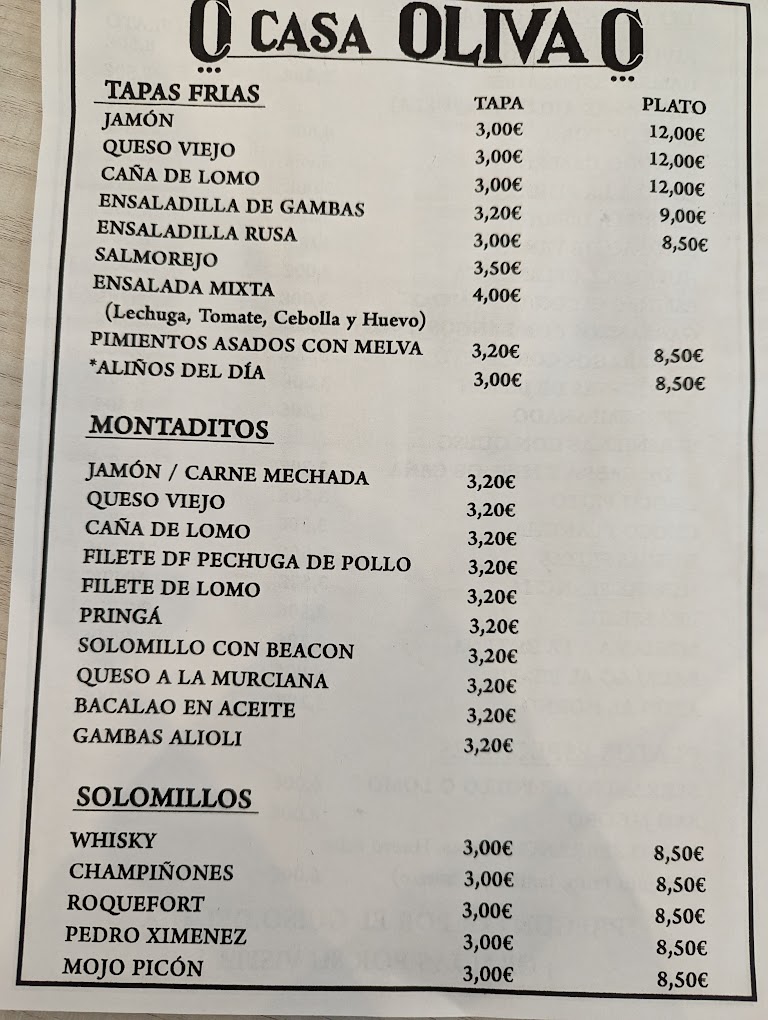 CASA OLIVA
TAPAS FRIAS TAPA PLATO
JAMÓN 3,00€ 12,00€
QUESO VIEJO 3,00€ 12,00€
CAÑA DE LOMO 3,00€ 12,00€
ENSALADILLA DE GAMBAS 3,20€ 9,00€
ENSALADILLA RUSA 3,00€ 8,50€
SALMOREJO 3,50€
ENSALADA MIXTA 4,00€
(Lechuga, Tomate, Cebolla y Huevo)
PIMIENTOS ASADOS CON MELVA 3,20€ 8,50€
*ALIÑOS DEL DÍA 3,00€ 8,50€
MONTADITOS
JAMÓN / CARNE MECHADA 3,20€
QUESO VIEJO 3,20€
CAÑA DE LOMO 3,20€
FILETE DF PECHUGA DE POLLO 3,20€
FILETE DE LOMO 3,20€
PRINGÁ 3,20€
SOLOMILLO CON BEACON 3,20€
QUESO A LA MURCIANA 3,20€
BACALAO EN ACEITE 3,20€
GAMBAS ALIOLI 3,20€
SOLOMILLOS
WHISKY 3,00€ 8,50€
CHAMPIÑONES 3,00€ 8,50€
ROQUEFORT 3,00€ 8,50€
PEDRO XIMENEZ 3,00€ 8,50€
MOJO PICÓN 3,00€ 8,50€